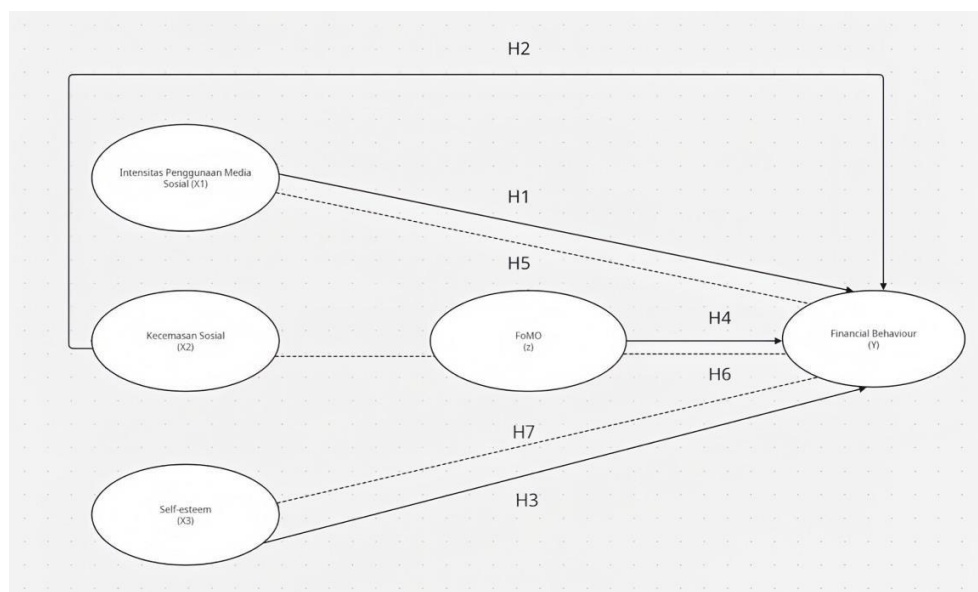 H2
Intensitas Penggunaan Media
Sosial (X1)
H1
H5
Kecemasan Sosial
(X2)
FoMO
(z)
H4
Financial Behaviour
(Y)
H6
H7
Self-esteem
(X3)
H3